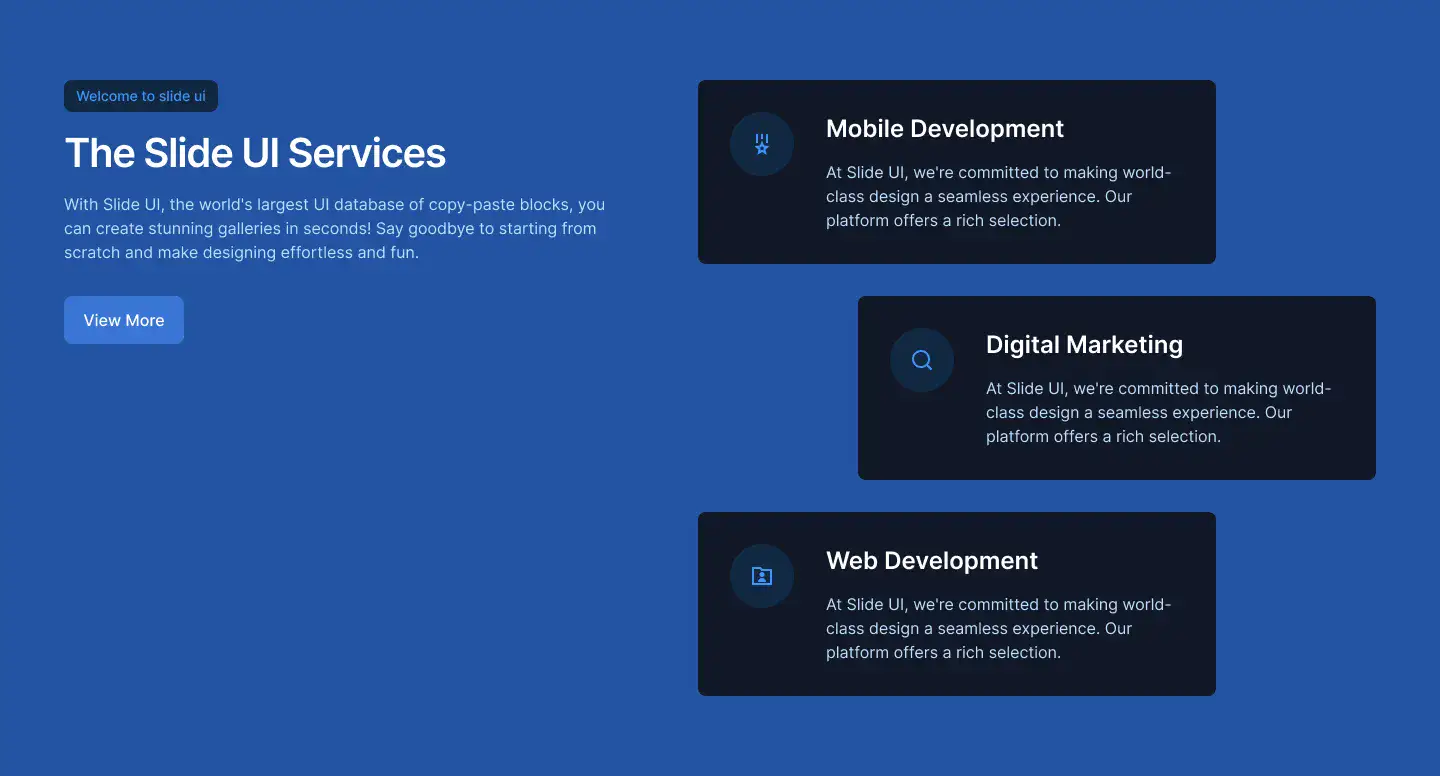 Welcome to slide ui
The Slide UI Services
With Slide UI, the world's largest UI database of copy-paste blocks, you
can create stunning galleries in seconds! Say goodbye to starting from
scratch and make designing effortless and fun.
View More
Mobile Development
At Slide UI, we're committed to making world-
class design a seamless experience. Our
platform offers a rich selection.
Digital Marketing
At Slide UI, we're committed to making world-
class design a seamless experience. Our
platform offers a rich selection.
Web Development
At Slide UI, we're committed to making world-
class design a seamless experience. Our
platform offers a rich selection.